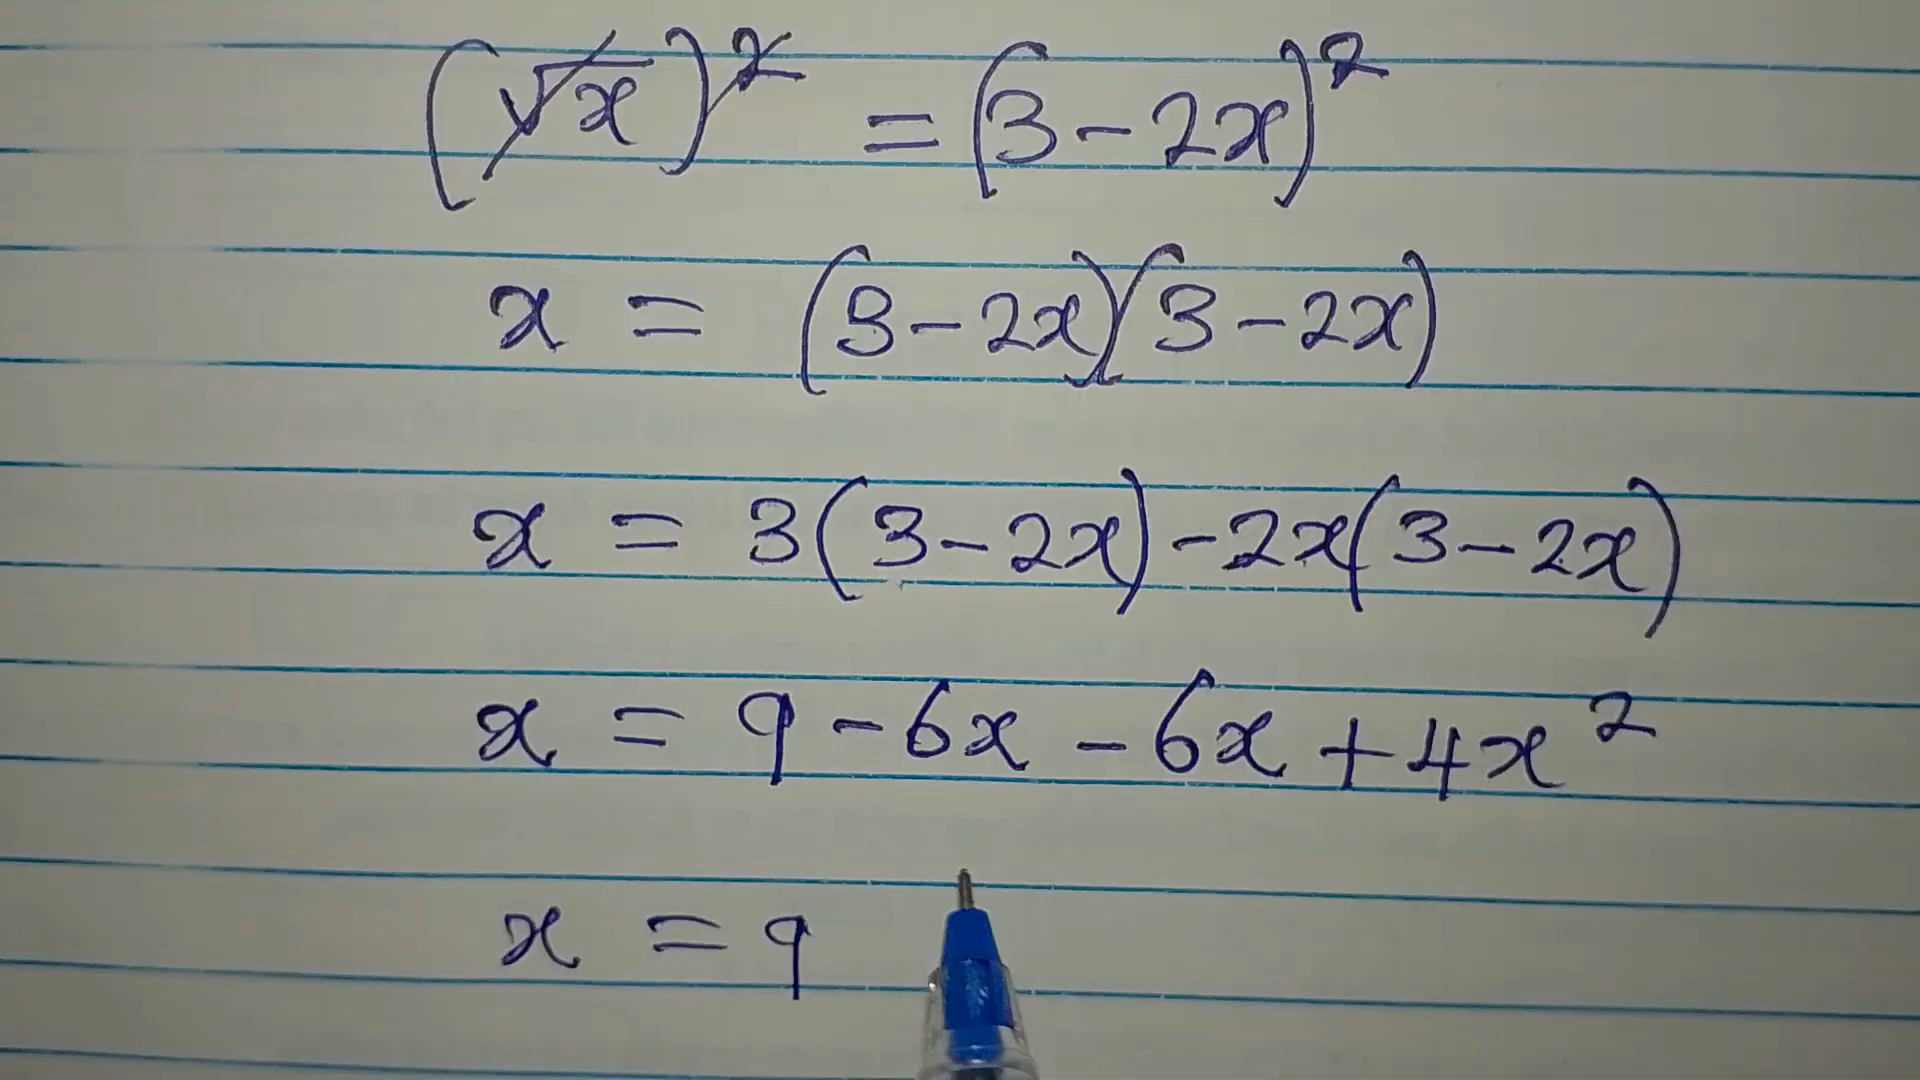 (√x)² = (3-2x)²
x = (3-2x)(3-2x)
x = 3(3-2x)-2x(3-2x)
x = 9-6x-6x+4x²
x = 9